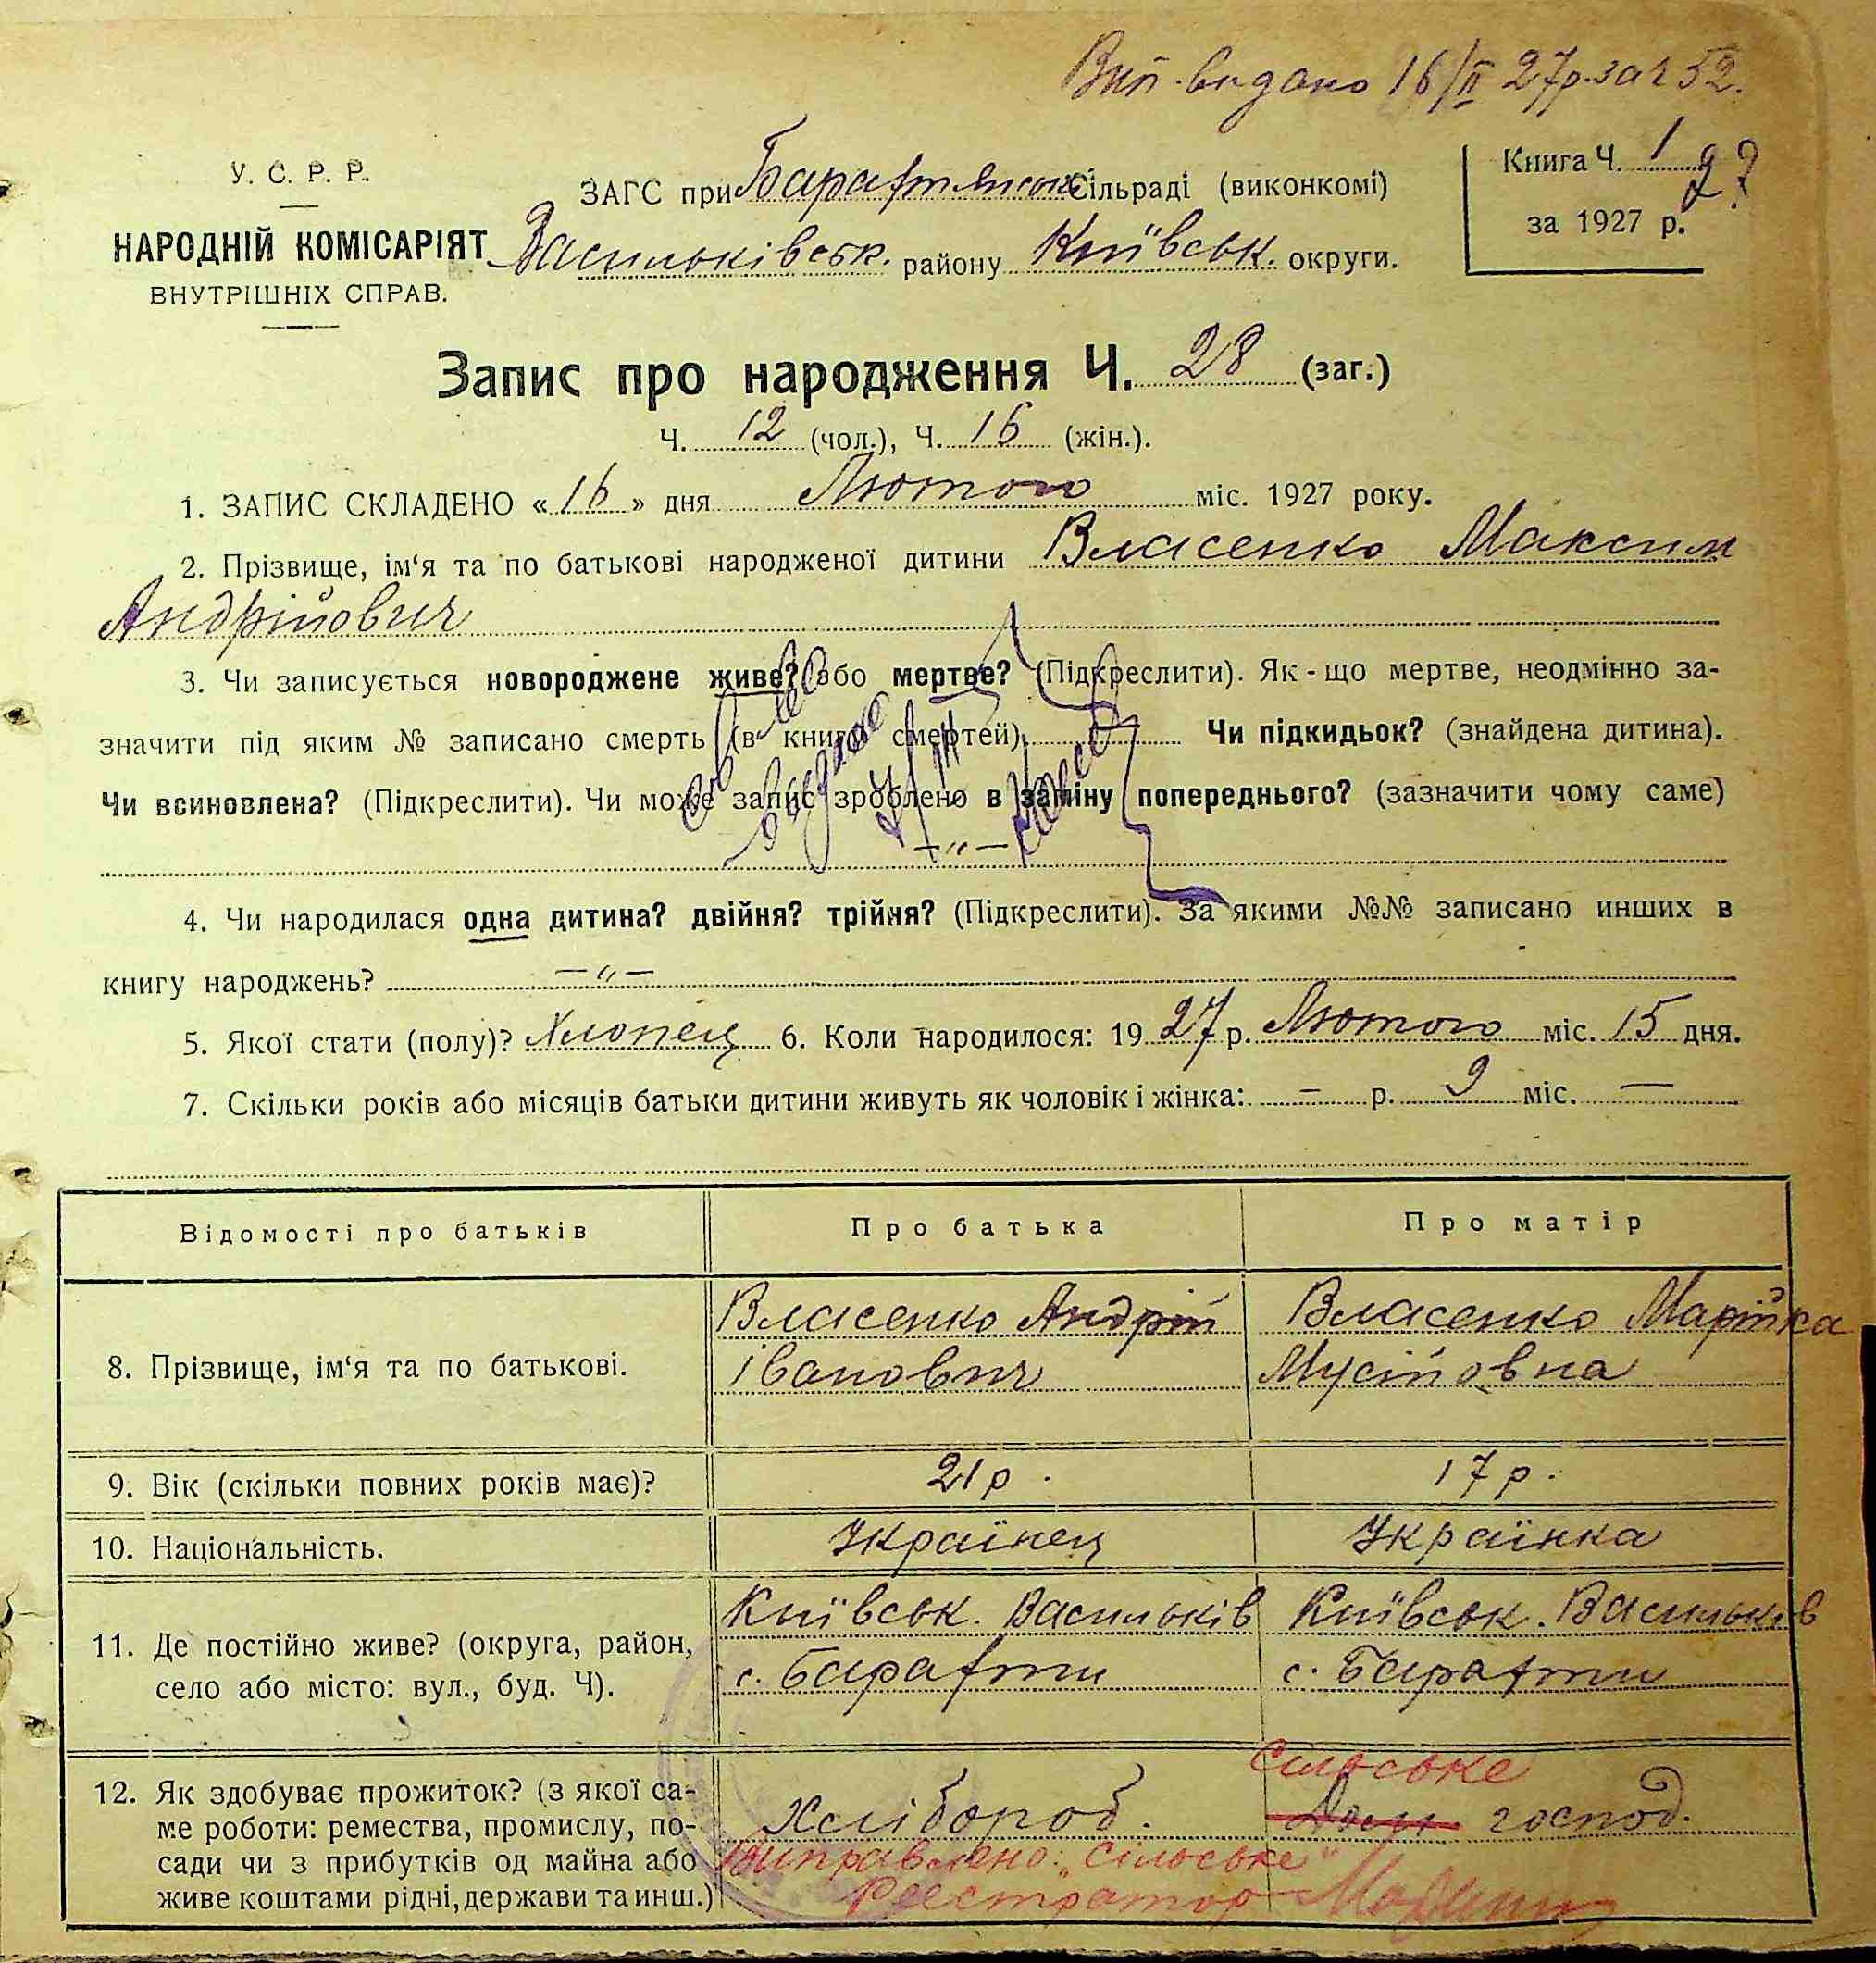 Вип. видано 16/II 27р. за ч 52.
У. С. Р. Р.
НАРОДНІЙ КОМІСАРІЯТ
ВНУТРІШНІХ СПРАВ.
ЗАГС при Барахтянськ сільраді (виконкомі)
Васильківськ. району Київськ. округи.
Книга Ч. 1
за 1927 р.
Запис про народження Ч. 28 (заг.)
Ч. 12 (чол.), Ч. 16 (жін.).
1. ЗАПИС СКЛАДЕНО «16» дня Лютого міс. 1927 року.
2. Прізвище, ім‘я та по батькові народженої дитини Власенко Максим
Андрійович
3. Чи записується новороджене живе? або мертве? (Підкреслити). Як-що мертве, неодмінно за-
значити під яким № записано смерть (в книгу смертей) — Чи підкидьок? (знайдена дитина).
Чи всиновлена? (Підкреслити). Чи може запис зроблено в заміну попереднього? (зазначити чому саме)
—„—
4. Чи народилася одна дитина? двійня? трійня? (Підкреслити). За якими №№ записано инших в
книгу народжень? —„—
5. Якої стати (полу)? Хлопец 6. Коли народилося: 1927 р. Лютого міс. 15 дня.
7. Скільки років або місяців батьки дитини живуть як чоловік і жінка: — р. 9 міс. —
Відомості про батьків Про батька Про матір
8. Прізвище, ім‘я та по батькові.
Власенко Андрій
Іванович
Власенко Марійка
Мусійовна
9. Вік (скільки повних років має)? 21 р. 17 р.
10. Національність. Українец Українка
11. Де постійно живе? (округа, район,
село або місто: вул., буд. Ч).
Київськ. Васильків
с. Барахти
Київськ. Васильків
с. Барахти
12. Як здобуває прожиток? (з якої са-
ме роботи: ремества, промислу, по-
сади чи з прибутків од майна або
живе коштами рідні, держави та инш.)
Хлібороб.
Сільське
Дом господ.
Виправлено: „Сільське“
Реєстратор